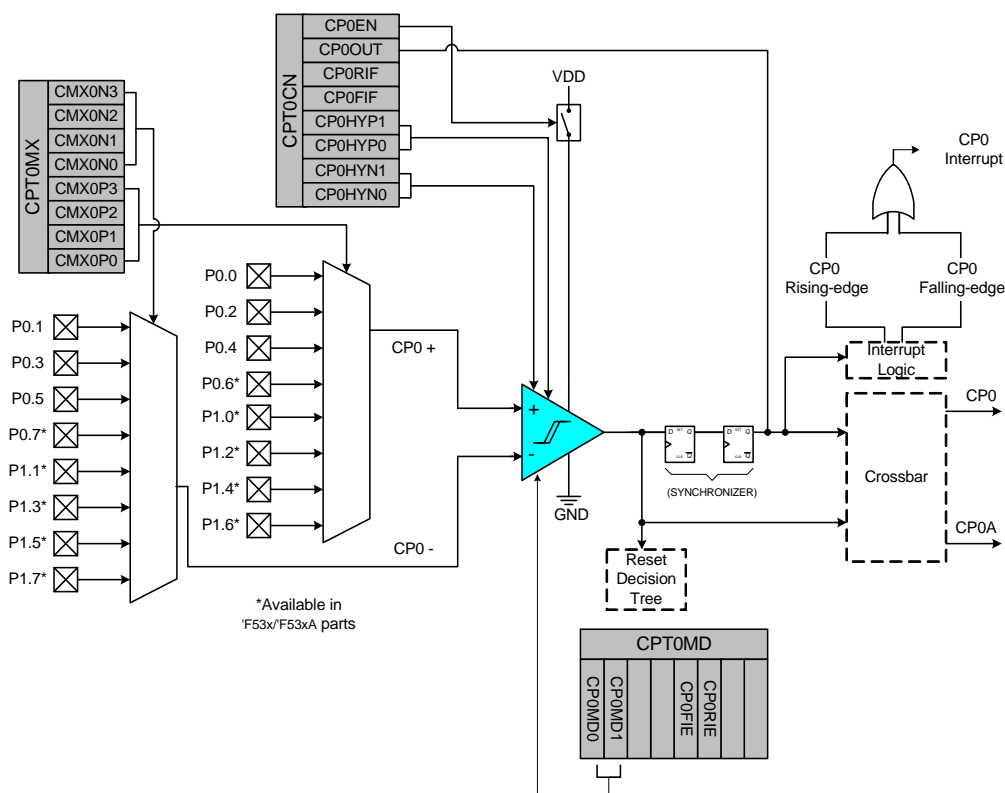 CPT0CN
CP0EN
CP0OUT
CP0RIF
CP0FIF
CP0HYP1
CP0HYP0
CP0HYN1
CP0HYN0
VDD
CPT0MX
CMX0N3
CMX0N2
CMX0N1
CMX0N0
CMX0P3
CMX0P2
CMX0P1
CMX0P0
CP0
Interrupt
CP0
Rising-edge
CP0
Falling-edge
Interrupt
Logic
P0.0
P0.2
P0.4
P0.6*
P1.0*
P1.2*
P1.4*
P1.6*
P0.1
P0.3
P0.5
P0.7*
P1.1*
P1.3*
P1.5*
P1.7*
CP0 +
CP0 -
+
-
GND
D SET Q
CLR Q
D SET Q
CLR Q
(SYNCHRONIZER)
Crossbar
CP0
CP0A
Reset
Decision
Tree
*Available in
'F53x/'F53xA parts
CPT0MD
CP0MD0
CP0MD1
CP0FIE
CP0RIE